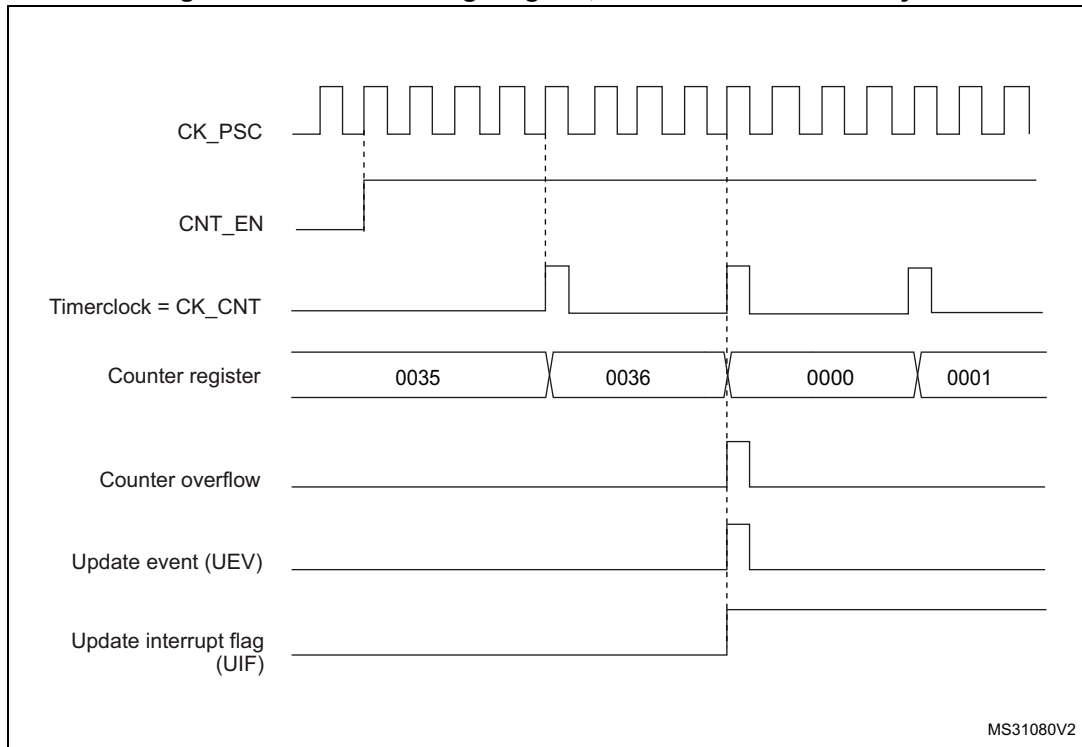 CK_PSC
CNT_EN
Timerclock = CK_CNT
Counter register 0035 0036 0000 0001
Counter overflow
Update event (UEV)
Update interrupt flag
(UIF)
MS31080V2